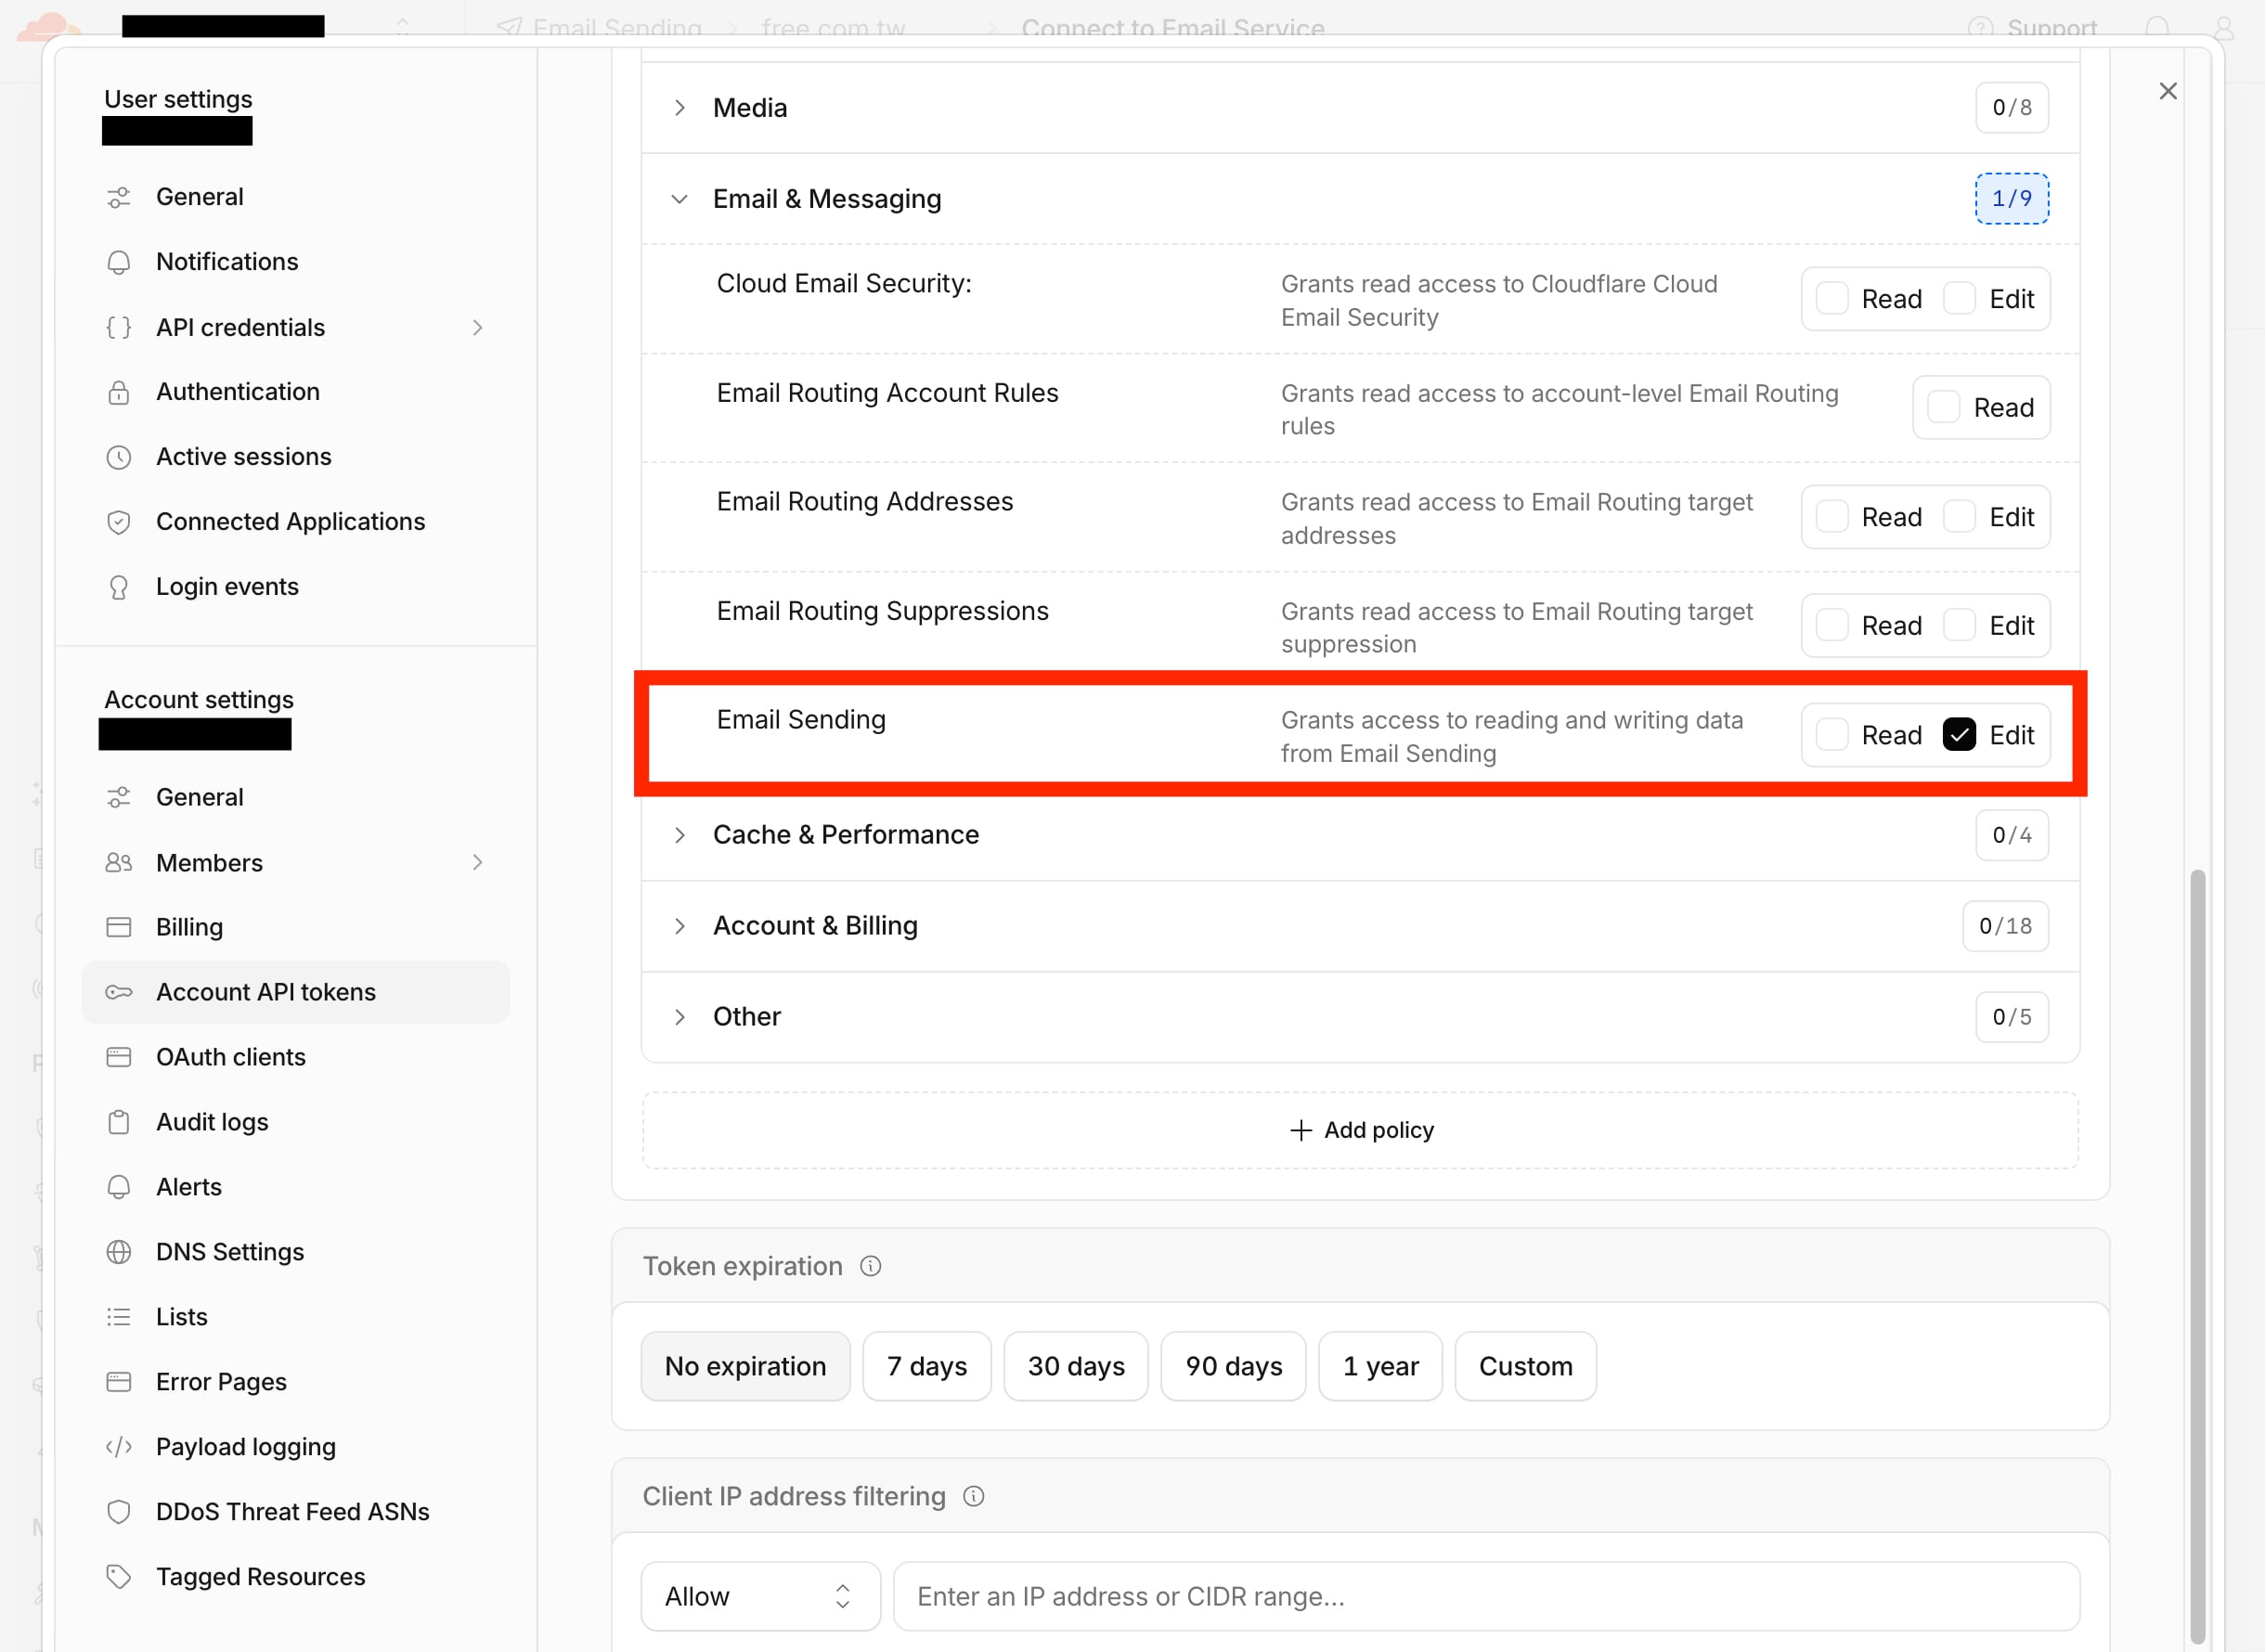 Email Sending
free.com.tw
Connect to Email Service
Support
User settings
General
Notifications
API credentials
Authentication
Active sessions
Connected Applications
Login events
Account settings
General
Members
Billing
Account API tokens
OAuth clients
Audit logs
Alerts
DNS Settings
Lists
Error Pages
Payload logging
DDoS Threat Feed ASNs
Tagged Resources
Media
0/8
Email & Messaging
1/9
Cloud Email Security:
Grants read access to Cloudflare Cloud
Email Security
Read Edit
Email Routing Account Rules
Grants read access to account-level Email Routing
rules
Read
Email Routing Addresses
Grants read access to Email Routing target
addresses
Read Edit
Email Routing Suppressions
Grants read access to Email Routing target
suppression
Read Edit
Email Sending
Grants access to reading and writing data
from Email Sending
Read Edit
Cache & Performance
0/4
Account & Billing
0/18
Other
0/5
Add policy
Token expiration
No expiration
7 days
30 days
90 days
1 year
Custom
Client IP address filtering
Allow
Enter an IP address or CIDR range...